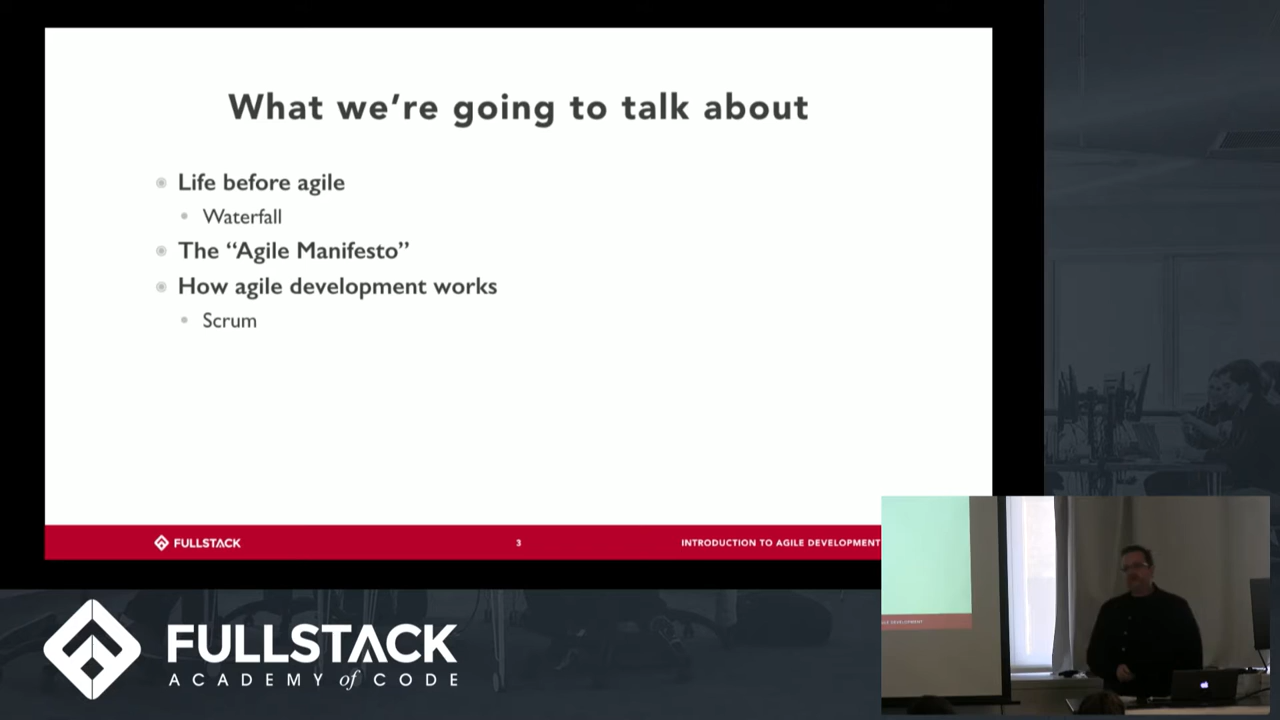 What we're going to talk about
Life before agile
Waterfall
The “Agile Manifesto”
How agile development works
Scrum
FULLSTACK
3
INTRODUCTION TO AGILE DEVELOPMENT
FULLSTACK
ACADEMY of CODE